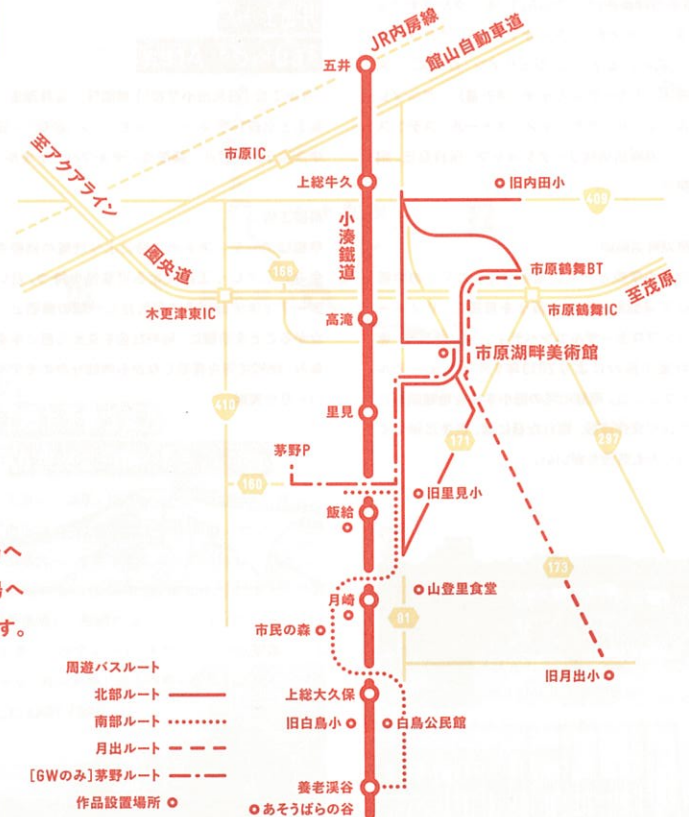 JR内房線
館山自動車道
五井
市原IC
至アクアライン
上総牛久
旧内田小
409
小湊鐵道
圏央道
168
市原鶴舞BT
至茂原
木更津東IC
市原鶴舞IC
高滝
市原湖畔美術館
里見
410
171
297
茅野P
160
旧里見小
飯給
へ
へ
す。
173
月崎
山登里食堂
81
市民の森
旧月出小
周遊バスルート
北部ルート
南部ルート
月出ルート
[GWのみ]茅野ルート
作品設置場所
上総大久保
旧白鳥小
白鳥公民館
養老渓谷
あそうばらの谷